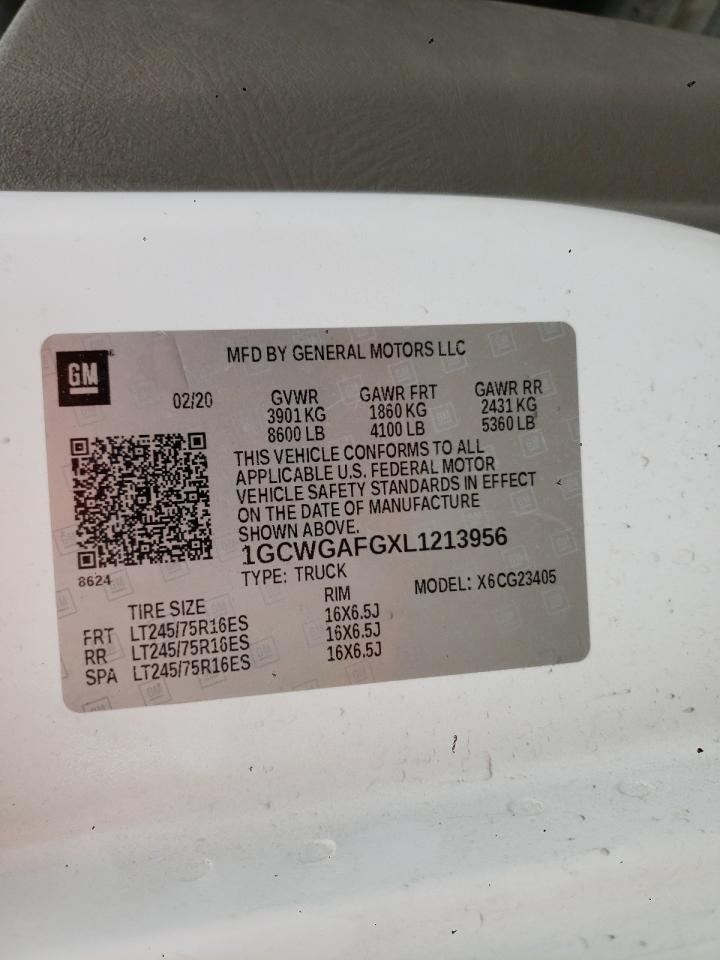 GM
MFD BY GENERAL MOTORS LLC
02/20 GVWR GAWR FRT GAWR RR
3901 KG 1860 KG 2431 KG
8600 LB 4100 LB 5360 LB
THIS VEHICLE CONFORMS TO ALL
APPLICABLE U.S. FEDERAL MOTOR
VEHICLE SAFETY STANDARDS IN EFFECT
ON THE DATE OF MANUFACTURE
SHOWN ABOVE.
8624 1GCWGAFGXL1213956
TYPE: TRUCK MODEL: X6CG23405
TIRE SIZE RIM
FRT LT245/75R16ES 16X6.5J
RR LT245/75R16ES 16X6.5J
SPA LT245/75R16ES 16X6.5J